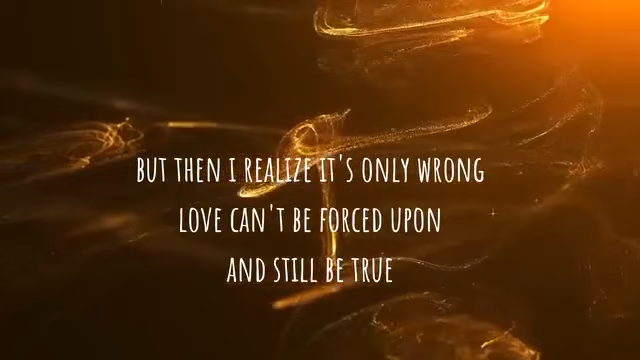 BUT THEN I REALIZE IT'S ONLY WRONG
LOVE CAN'T BE FORCED UPON
AND STILL BE TRUE